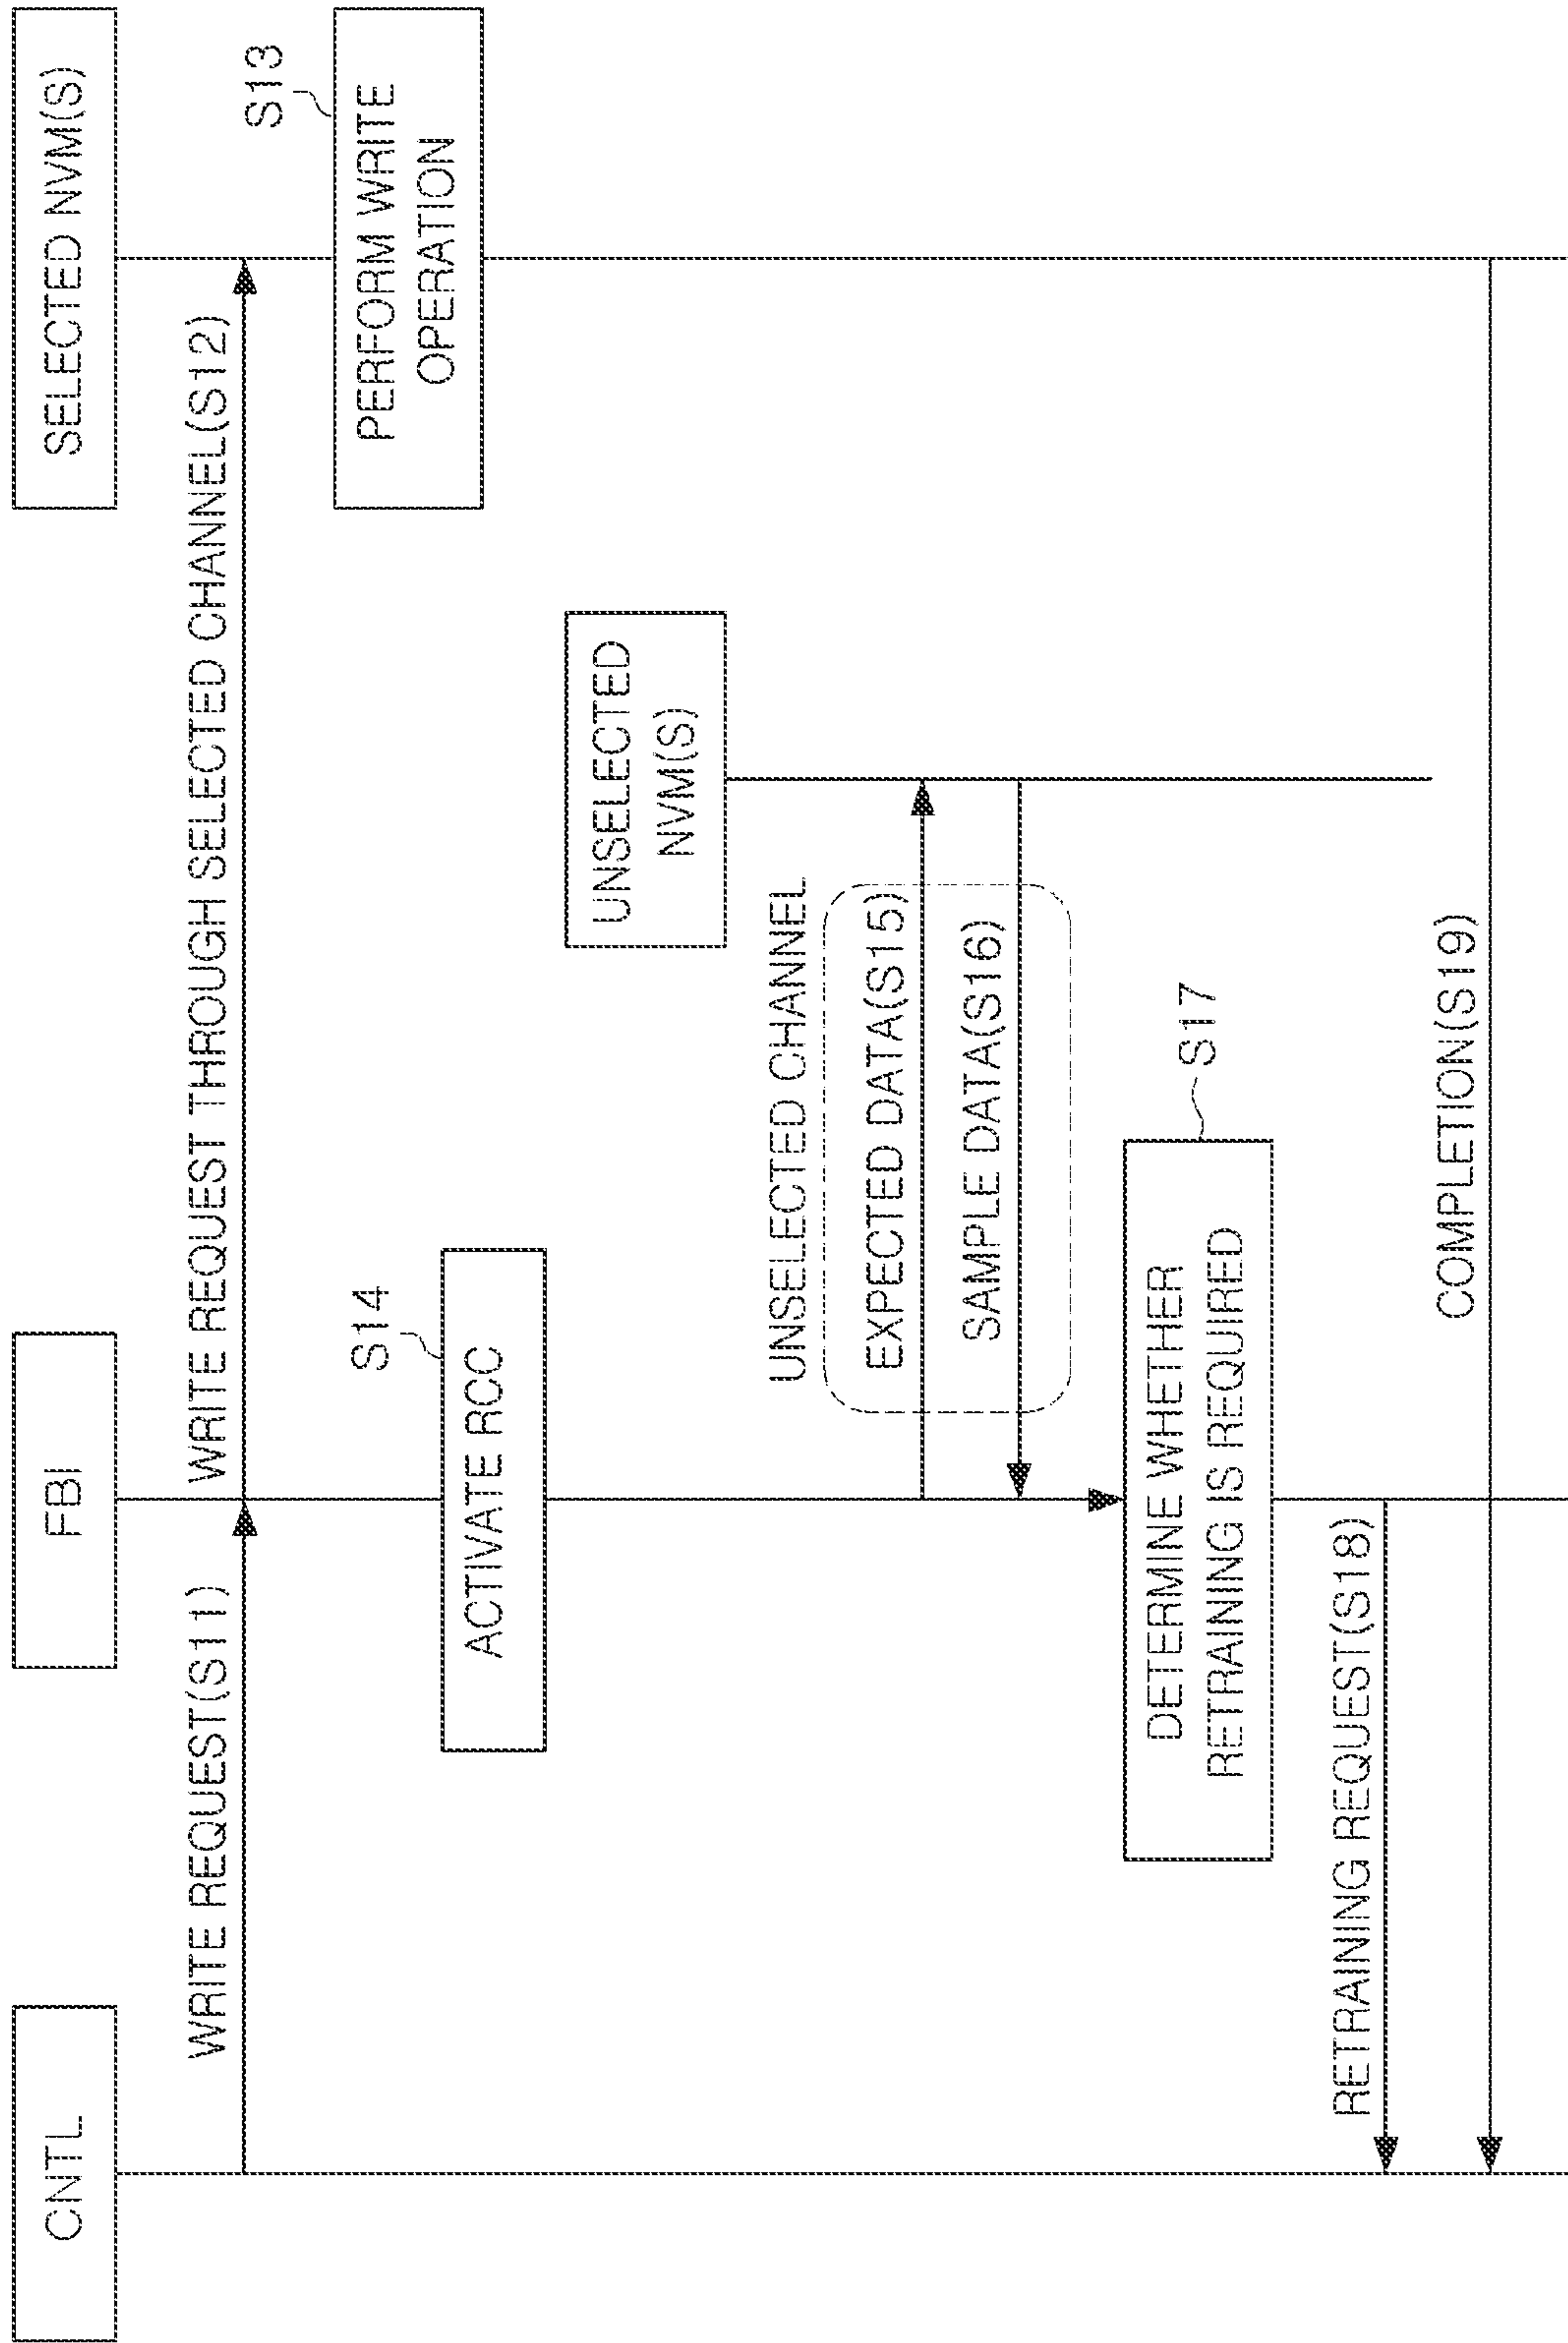 CNTL
FBI
SELECTED NVM(S)
WRITE REQUEST(S11)
WRITE REQUEST THROUGH SELECTED CHANNEL(S12)
S13
PERFORM WRITE
OPERATION
S14
ACTIVATE RCC
UNSELECTED
NVM(S)
UNSELECTED CHANNEL
EXPECTED DATA(S15)
SAMPLE DATA(S16)
S17
DETERMINE WHETHER
RETRAINING IS REQUIRED
RETRAINING REQUEST(S18)
COMPLETION(S19)